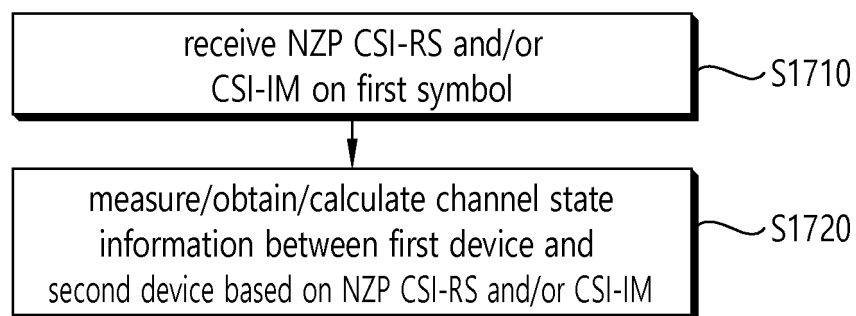 receive NZP CSI-RS and/or
CSI-IM on first symbol
S1710
measure/obtain/calculate channel state
information between first device and
second device based on NZP CSI-RS and/or CSI-IM
S1720